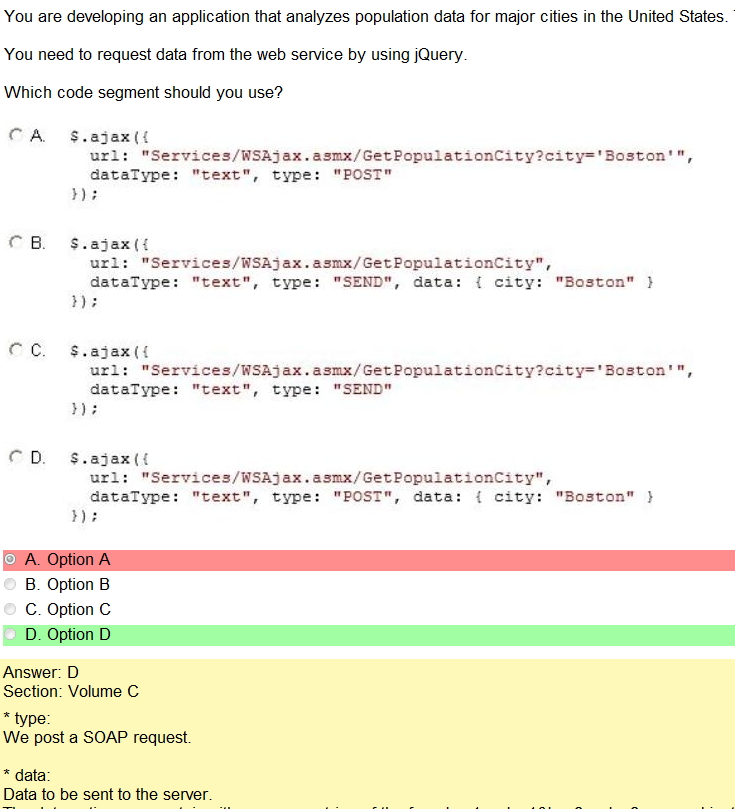 You are developing an application that analyzes population data for major cities in the United States.
You need to request data from the web service by using jQuery.
Which code segment should you use?
A. $.ajax({
url: "Services/WSAjax.asmx/GetPopulationCity?city='Boston'",
dataType: "text", type: "POST"
});
B. $.ajax({
url: "Services/WSAjax.asmx/GetPopulationCity",
dataType: "text", type: "SEND", data: { city: "Boston" }
});
C. $.ajax({
url: "Services/WSAjax.asmx/GetPopulationCity?city='Boston'",
dataType: "text", type: "SEND"
});
D. $.ajax({
url: "Services/WSAjax.asmx/GetPopulationCity",
dataType: "text", type: "POST", data: { city: "Boston" }
});
A. Option A
B. Option B
C. Option C
D. Option D
Answer: D
Section: Volume C
* type:
We post a SOAP request.
* data:
Data to be sent to the server.